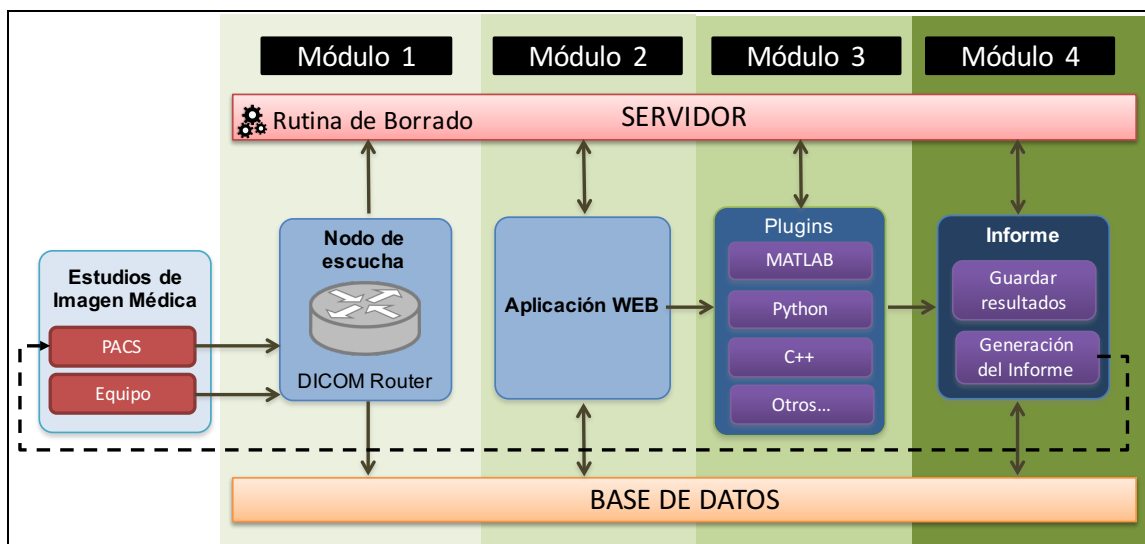 Módulo 1
Módulo 2
Módulo 3
Módulo 4
Rutina de Borrado
SERVIDOR
Estudios de
Imagen Médica
PACS
Equipo
Nodo de
escucha
DICOM Router
Aplicación WEB
Plugins
MATLAB
Python
C++
Otros...
Informe
Guardar
resultados
Generación
del Informe
BASE DE DATOS